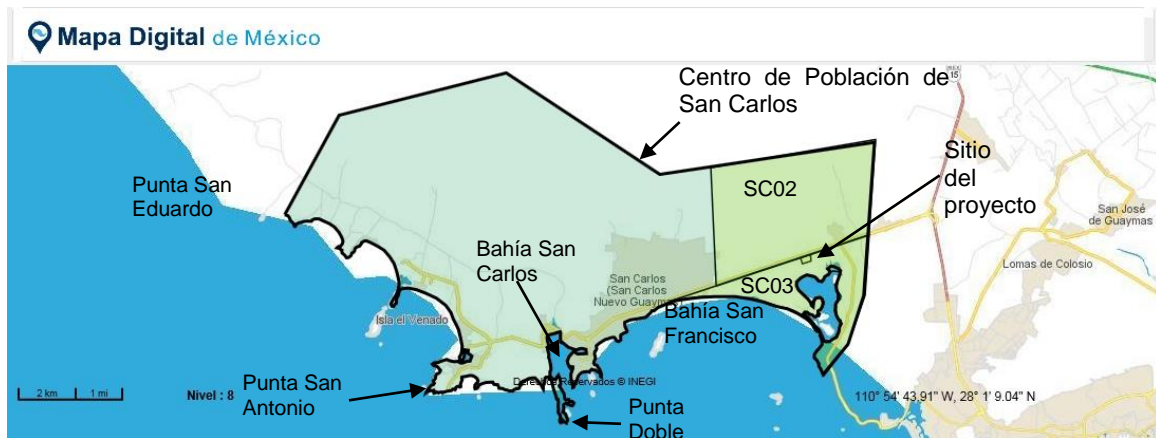 Mapa Digital de México
Centro de Población de
San Carlos
15
Sitio
del
proyecto
Punta San
Eduardo
SC02
San José
de Guaymas
Bahía San
Carlos
Lomas de Colosio
San Carlos
(San Carlos
Nuevo Guaymas)
SC03
Isla el Venado
Bahía San
Francisco
Punta San
Antonio
Derechos Reservados © INEGI
2 km 1 mi
Nivel : 8
110° 54' 43.91" W, 28° 1' 9.04" N
Punta
Doble